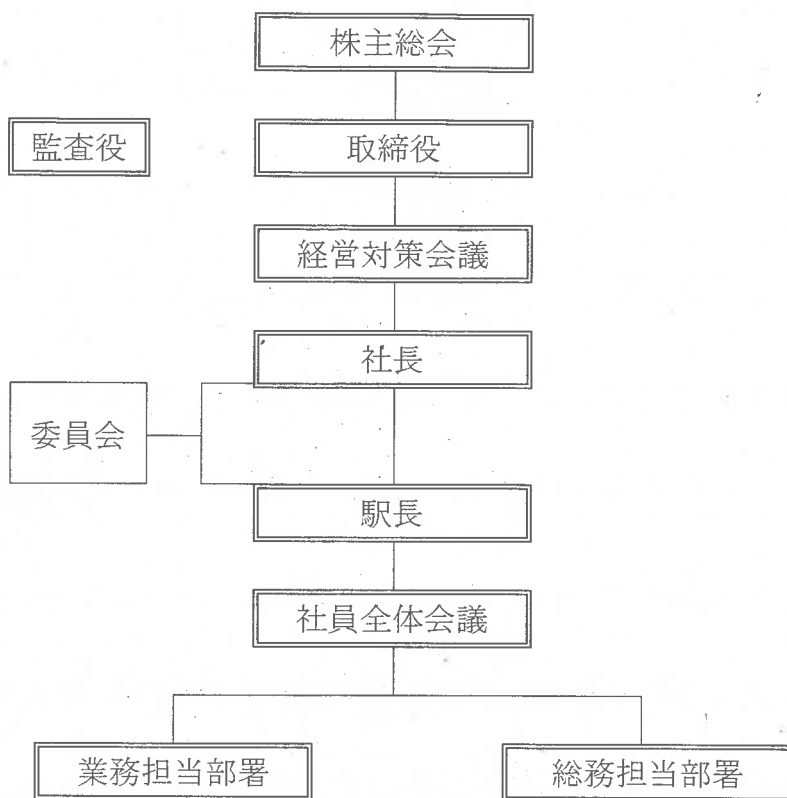 株主総会
監査役
取締役
経営対策会議
社長
委員会
駅長
社員全体会議
業務担当部署
総務担当部署